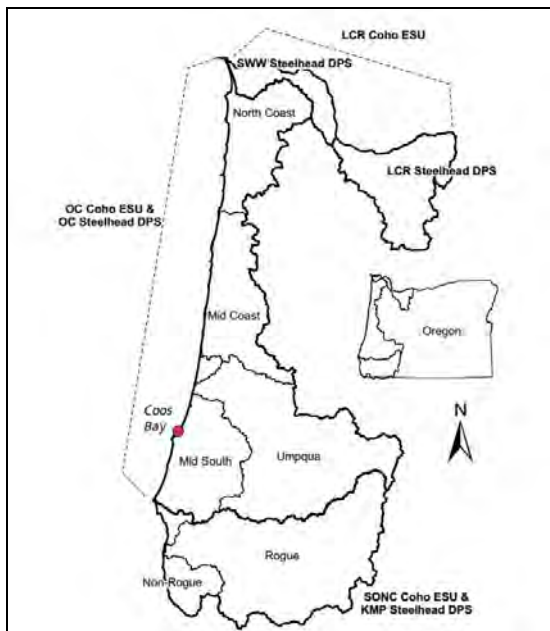 LCR Coho ESU
SWW Steelhead DPS
North Coast
LCR Steelhead DPS
OC Coho ESU &
OC Steelhead DPS
Mid Coast
Oregon
Coos
Bay
N
Mid South
Umpqua
Rogue
Non-Rogue
SONC Coho ESU &
KMP Steelhead DPS